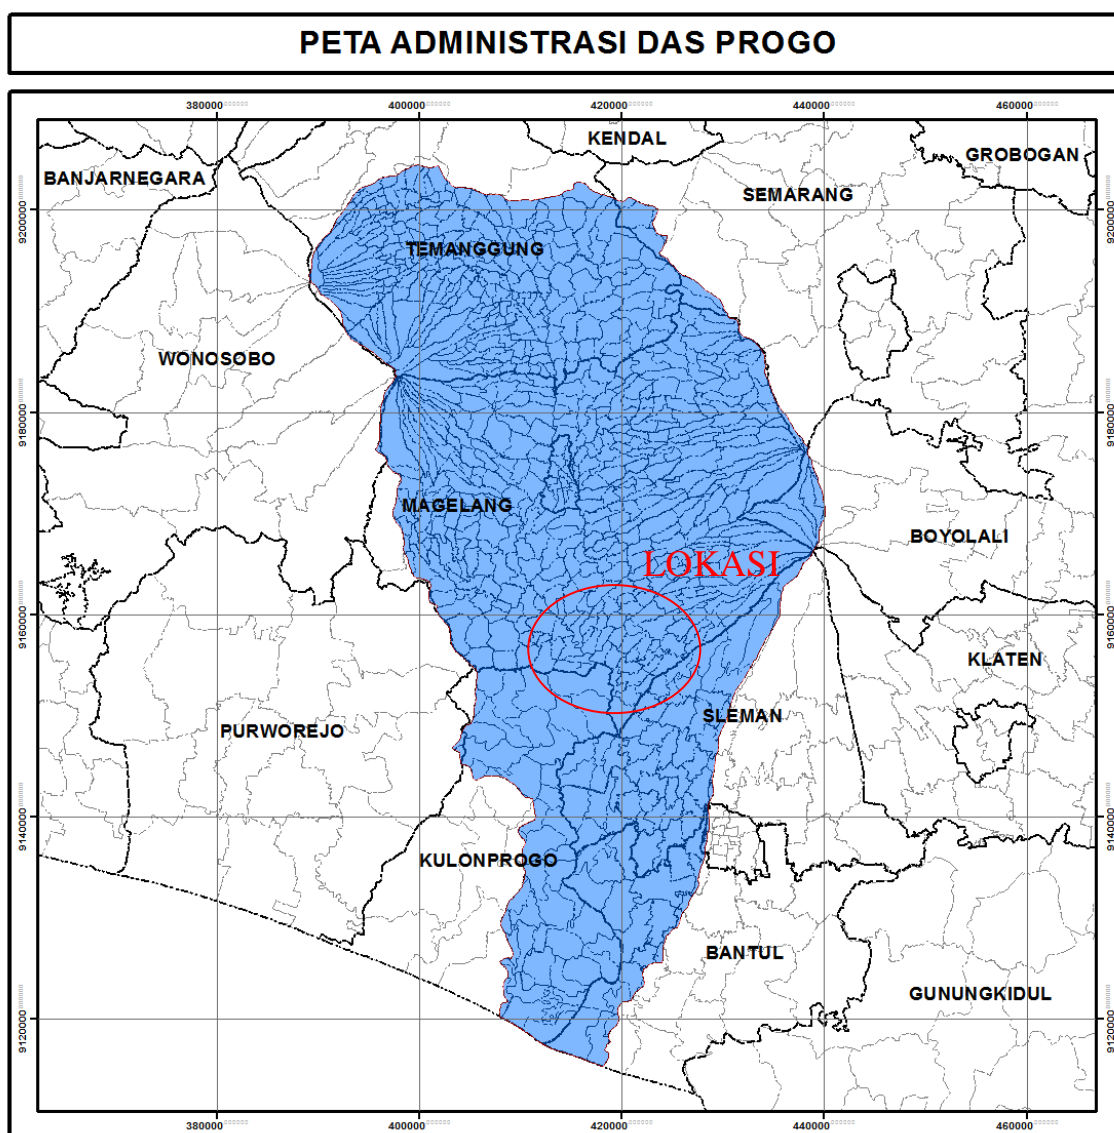 PETA ADMINISTRASI DAS PROGO
380000 400000 420000 440000 460000
KENDAL
GROBOGAN
BANJARNEGARA
SEMARANG
9200000 9200000
TEMANGGUNG
WONOSOBO
9180000 9180000
MAGELANG
BOYOLALI
LOKASI
9160000 9160000
KLATEN
SLEMAN
PURWOREJO
9140000 9140000
KULONPROGO
BANTUL
GUNUNGKIDUL
9120000 9120000
380000 400000 420000 440000 460000